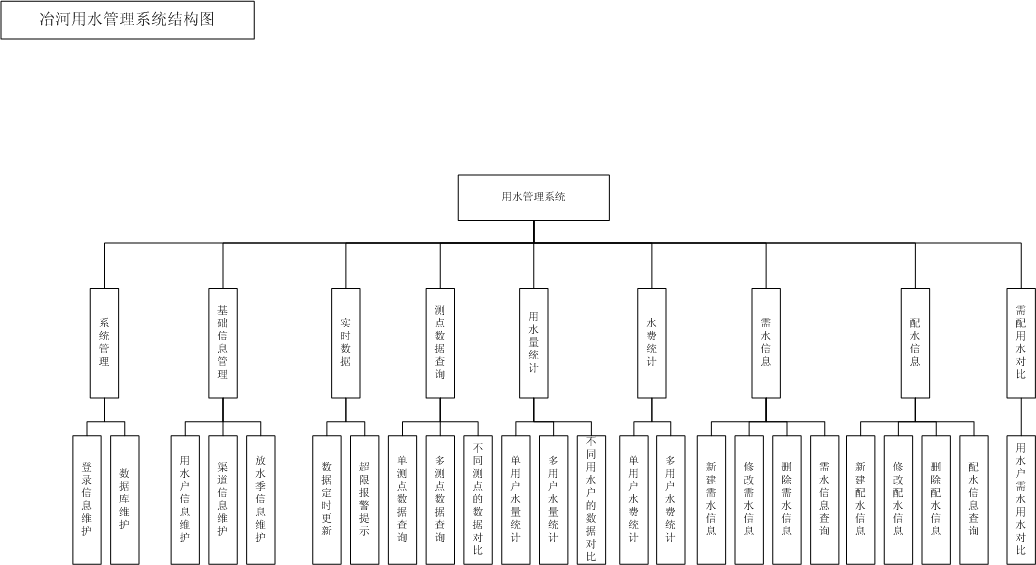 冶河用水管理系统结构图
用水管理系统
系统管理
基础信息管理
实时数据
测点数据查询
用水量统计
水费统计
需水信息
配水信息
需配用水对比
登录信息维护
数据库维护
用水户信息维护
渠道信息维护
放水季信息维护
数据定时更新
超限报警提示
单测点数据查询
多测点数据查询
不同测点的数据对比
单用户水量统计
多用户水量统计
不同用水户的数据对比
单用户水费统计
多用户水费统计
新建需水信息
修改需水信息
删除需水信息
需水信息查询
新建配水信息
修改配水信息
删除配水信息
配水信息查询
用水户需水用水对比